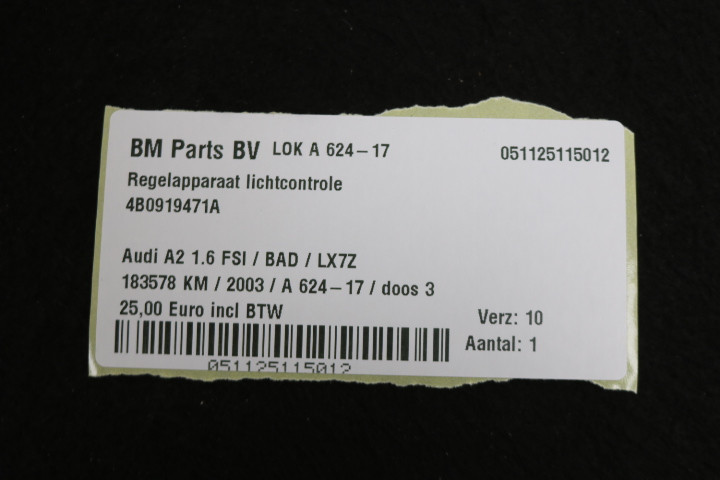 BM Parts BV LOK A 624-17 051125115012
Regelapparaat lichtcontrole
4B0919471A
Audi A2 1.6 FSI / BAD / LX7Z
183578 KM / 2003 / A 624-17 / doos 3
25,00 Euro incl BTW Verz: 10
Aantal: 1
051125115012